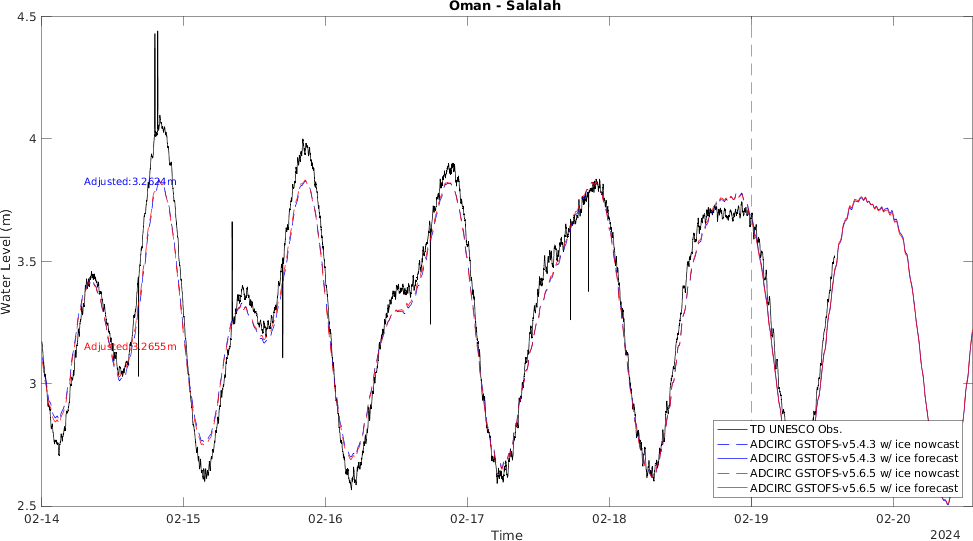 Oman - Salalah
4.5
4
3.5
3
2.5
Water Level (m)
Adjusted:3.2624m
Adjusted:3.2655m
TD UNESCO Obs.
ADCIRC GSTOFS-v5.4.3 w/ ice nowcast
ADCIRC GSTOFS-v5.4.3 w/ ice forecast
ADCIRC GSTOFS-v5.6.5 w/ ice nowcast
ADCIRC GSTOFS-v5.6.5 w/ ice forecast
02-14 02-15 02-16 02-17 02-18 02-19 02-20
Time
2024